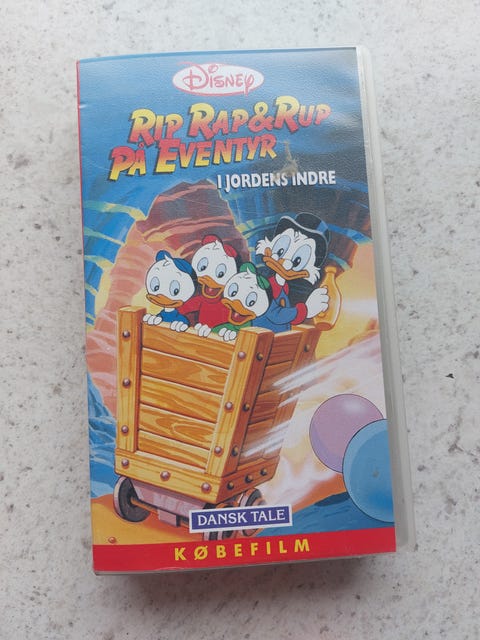 Disney
RIP RAP & RUP
PÅ EVENTYR
I JORDENS INDRE
DANSK TALE
KØBEFILM